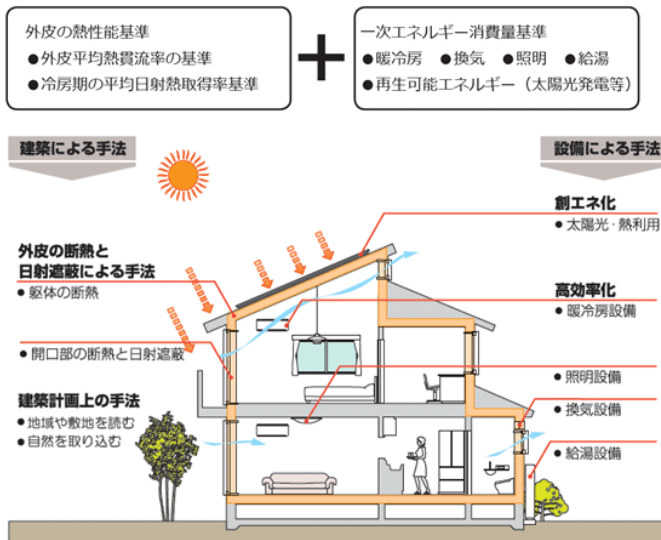 外皮の熱性能基準
●外皮平均熱貫流率の基準
●冷房期の平均日射熱取得率基準
+
一次エネルギー消費量基準
●暖冷房 ●換気 ●照明 ●給湯
●再生可能エネルギー（太陽光発電等）
建築による手法
設備による手法
創エネ化
● 太陽光・熱利用
外皮の断熱と
日射遮蔽による手法
● 躯体の断熱
高効率化
● 暖冷房設備
● 開口部の断熱と日射遮蔽
● 照明設備
建築計画上の手法
● 地域や敷地を読む
● 自然を取り込む
● 換気設備
● 給湯設備